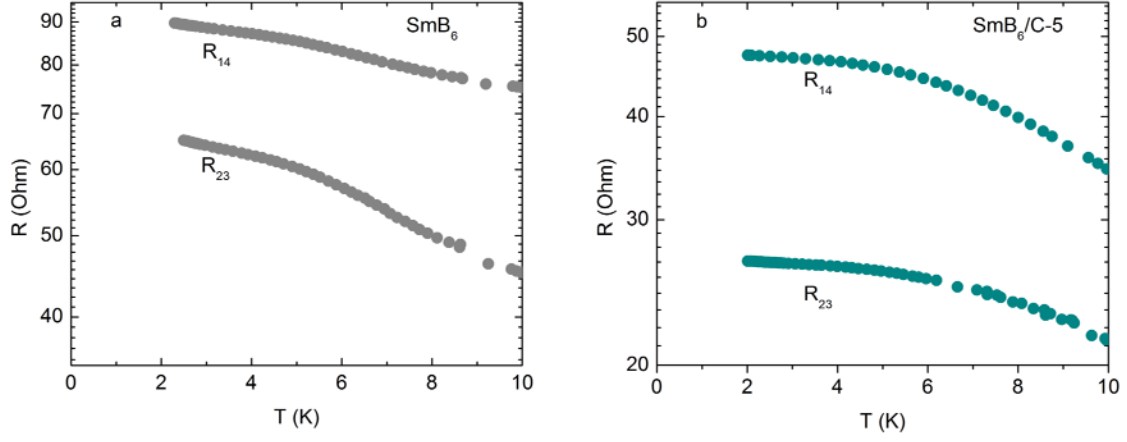 a
SmB₆
R₁₄
R₂₃
90
80
70
60
50
40
R (Ohm)
0 2 4 6 8 10
T (K)
b
SmB₆/C-5
R₁₄
R₂₃
50
40
30
20
R (Ohm)
0 2 4 6 8 10
T (K)